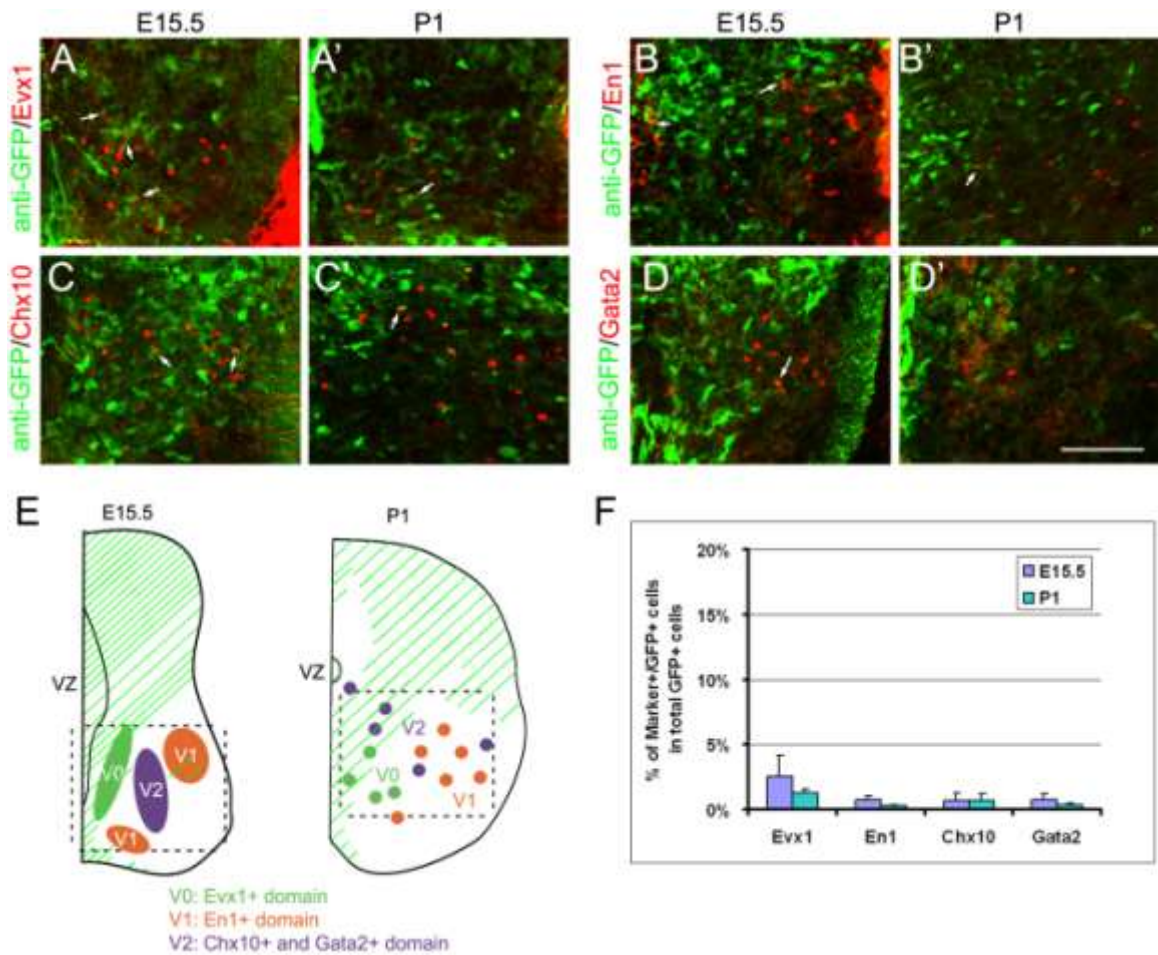 E15.5
P1
E15.5
P1
A
A'
B
B'
anti-GFP/Evx1
anti-GFP/En1
C
C'
D
D'
anti-GFP/Chx10
anti-GFP/Gata2
E
E15.5
P1
VZ
VZ
V0
V2
V1
V1
V2
V0
V1
V0: Evx1+ domain
V1: En1+ domain
V2: Chx10+ and Gata2+ domain
F
% of Marker+/GFP+ cells
in total GFP+ cells
20%
15%
10%
5%
0%
E15.5
P1
Evx1
En1
Chx10
Gata2